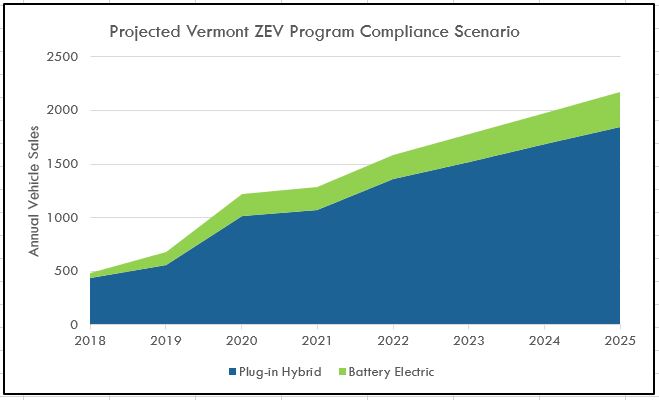 Projected Vermont ZEV Program Compliance Scenario
Annual Vehicle Sales
2500
2000
1500
1000
500
0
2018 2019 2020 2021 2022 2023 2024 2025
Plug-in Hybrid Battery Electric